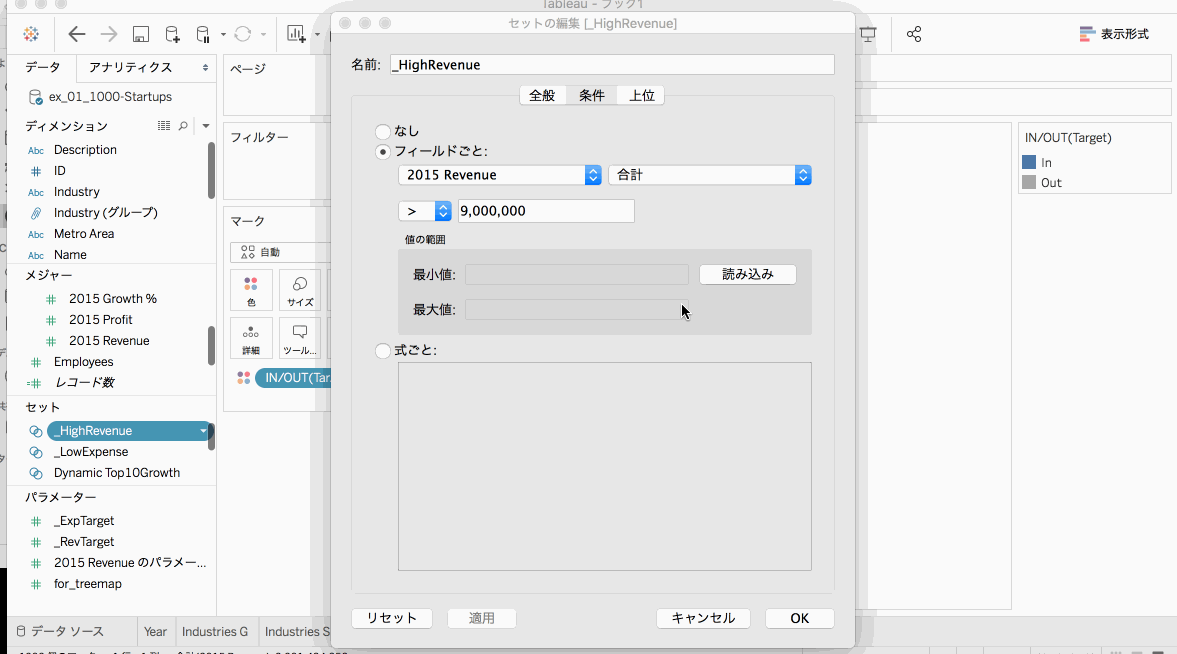 Tableau - ブック1
セットの編集 [_HighRevenue]
表示形式
データ
アナリティクス
ex_01_1000-Startups
ディメンション
Abc Description
ID
Abc Industry
Industry (グループ)
Abc Metro Area
Abc Name
メジャー
2015 Growth %
2015 Profit
2015 Revenue
Employees
レコード数
セット
_HighRevenue
_LowExpense
Dynamic Top10Growth
パラメーター
_ExpTarget
_RevTarget
2015 Revenue のパラメー...
for_treemap
ページ
フィルター
マーク
自動
色
サイズ
詳細
ツール...
IN/OUT(Tar
名前: _HighRevenue
全般
条件
上位
なし
フィールドごと:
2015 Revenue
合計
>
9,000,000
値の範囲
最小値:
読み込み
最大値:
式ごと:
リセット
適用
キャンセル
OK
IN/OUT(Target)
In
Out
データ ソース
Year
Industries G
Industries S